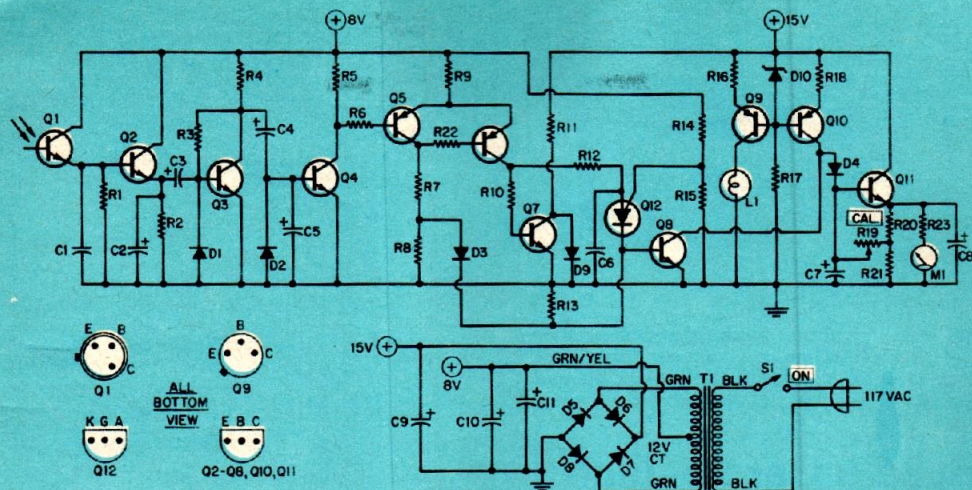 + 8V
+ 15V
R4
R5
R9
R16
D10
R18
Q1
Q2
R3
C4
R6
Q5
R11
R14
Q9
Q10
C3
R22
R12
D4
R1
Q3
Q4
R7
R10
R15
R17
L1
Q11
R2
Q7
Q12
Q8
CAL.
R20
R23
C1
C2
D1
D2
C5
R8
D3
D9
C6
R19
C8
C7
R21
M1
R13
E B
C
Q1
B
E C
Q9
ALL
BOTTOM
VIEW
K G A
Q12
E B C
Q2-Q8, Q10, Q11
15V +
8V
+
GRN/YEL
GRN
T1
BLK
S1
ON
117 VAC
C9
C10
C11
D5
D6
D8
D7
12V
CT
GRN
BLK